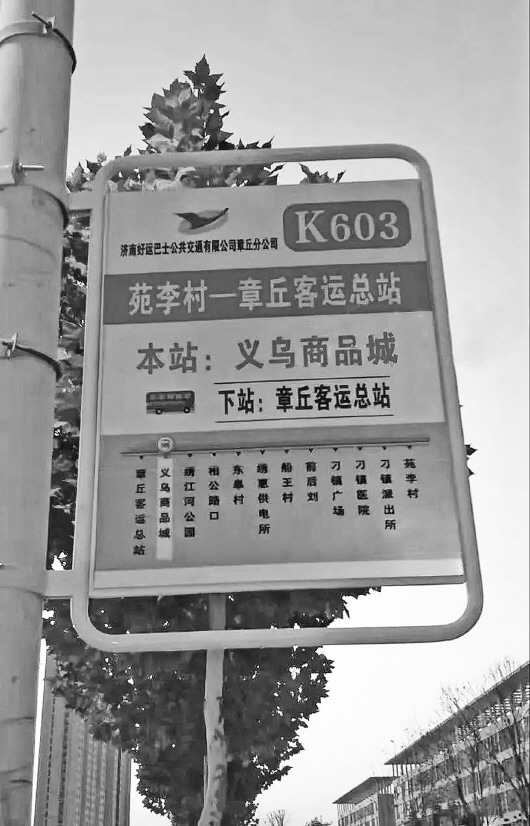 K603
济南好运巴士公共交通有限公司章丘分公司
苑李村—章丘客运总站
本站：义乌商品城
下站：章丘客运总站
章丘客运总站
义乌商品城
绣江河公园
相公路口
东皋村
绣惠供电所
船王村
前后刘
刁镇广场
刁镇医院
刁镇派出所
苑李村